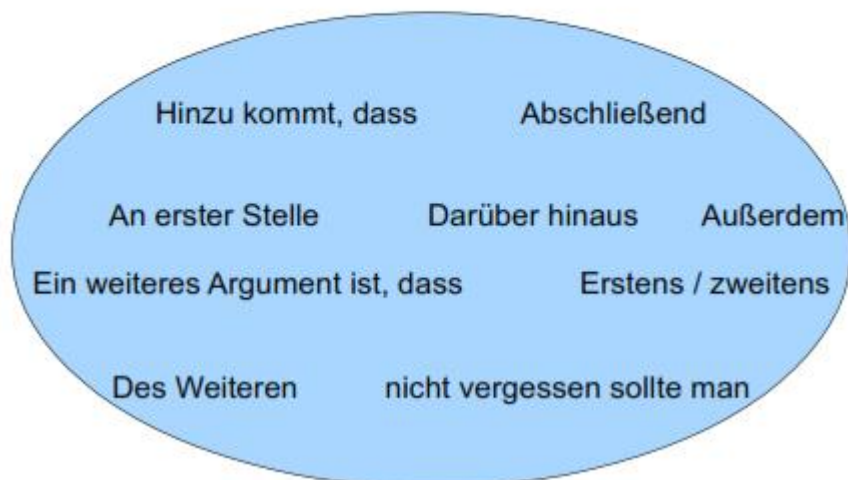 Hinzu kommt, dass Abschließend
An erster Stelle Darüber hinaus Außerdem
Ein weiteres Argument ist, dass Erstens / zweitens
Des Weiteren nicht vergessen sollte man